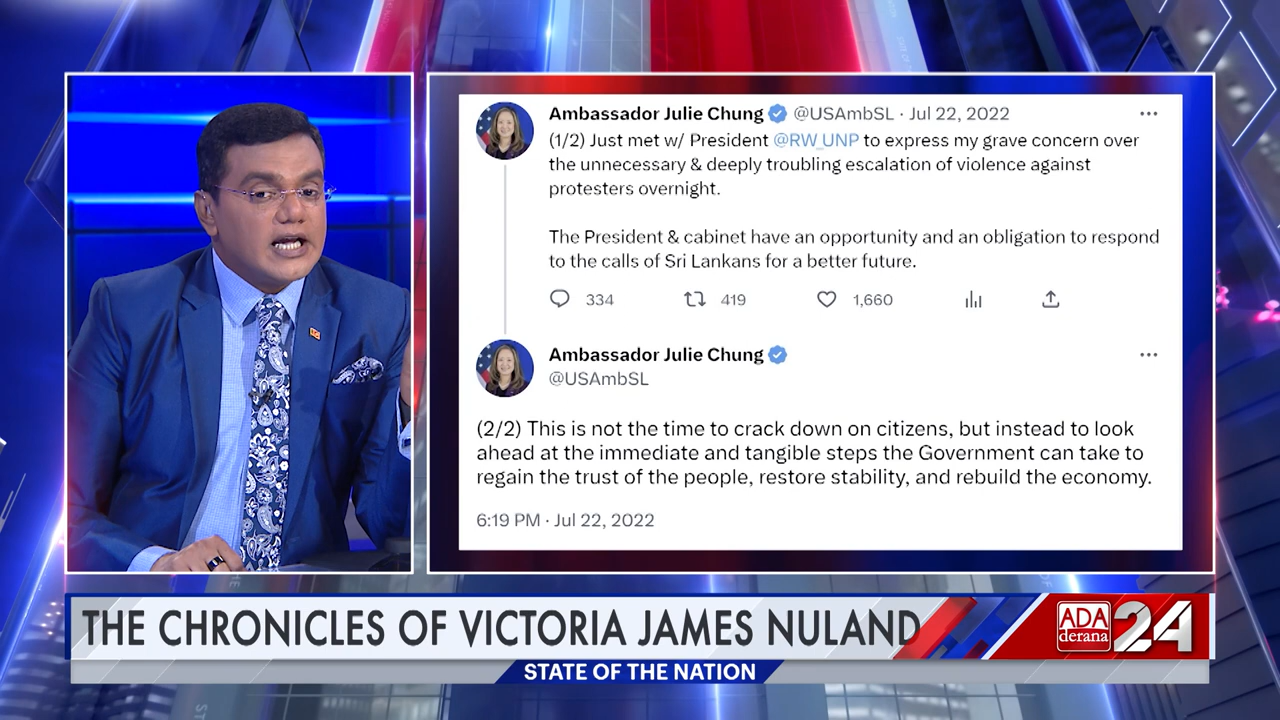 Ambassador Julie Chung @USAmbSL · Jul 22, 2022
(1/2) Just met w/ President @RW_UNP to express my grave concern over
the unnecessary & deeply troubling escalation of violence against
protesters overnight.
The President & cabinet have an opportunity and an obligation to respond
to the calls of Sri Lankans for a better future.
334 419 1,660
Ambassador Julie Chung
@USAmbSL
(2/2) This is not the time to crack down on citizens, but instead to look
ahead at the immediate and tangible steps the Government can take to
regain the trust of the people, restore stability, and rebuild the economy.
6:19 PM · Jul 22, 2022
THE CHRONICLES OF VICTORIA JAMES NULAND
ADA
derana
24
STATE OF THE NATION